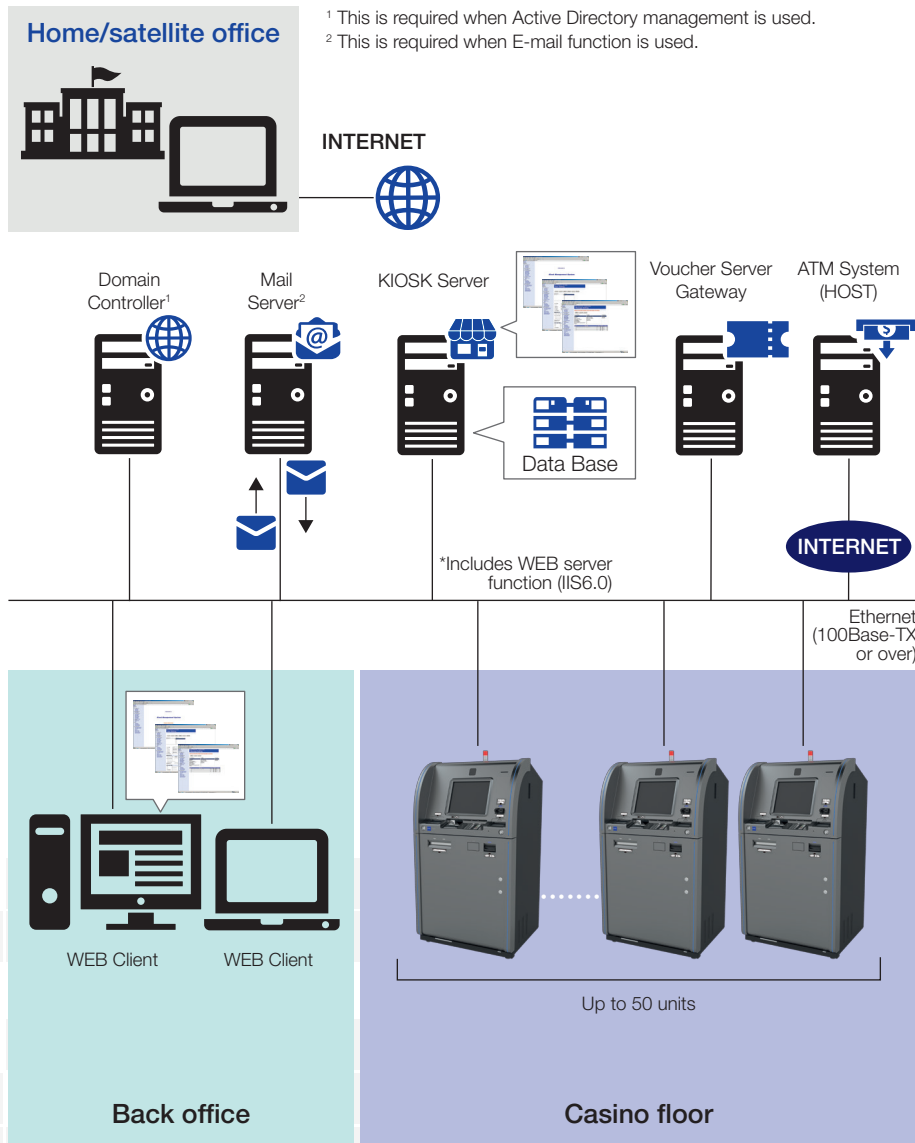 Home/satellite office
¹ This is required when Active Directory management is used.
² This is required when E-mail function is used.
INTERNET
Domain
Controller¹
Mail
Server²
KIOSK Server
Voucher Server
Gateway
ATM System
(HOST)
@
$
Data Base
INTERNET
*Includes WEB server
function (IIS6.0)
Ethernet
(100Base-TX
or over)
WEB Client
WEB Client
Up to 50 units
Back office
Casino floor